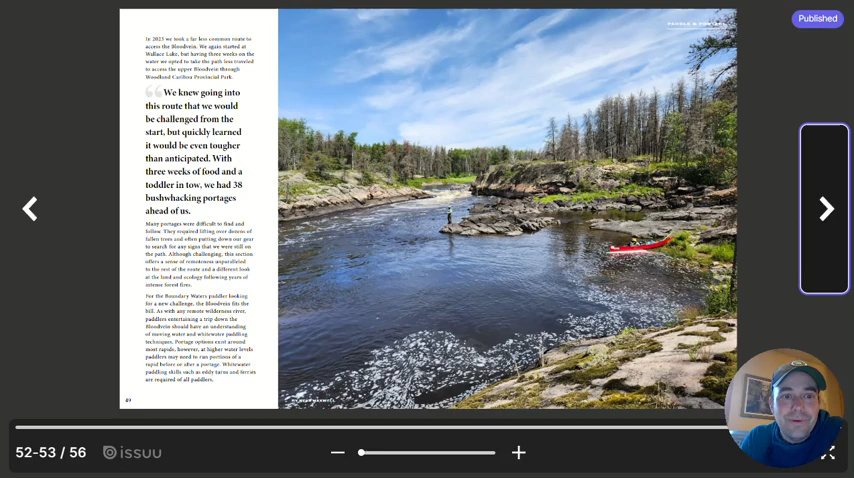 Published
In 2023 we took a far less common route to
access the Bloodvein. We again started at
Wallace Lake, but having three weeks on the
water we opted to take the path less traveled
to access the upper Bloodvein through
Woodland Caribou Provincial Park.
We knew going into
this route that we would
be challenged from the
start, but quickly learned
it would be even tougher
than anticipated. With
three weeks of food and a
toddler in tow, we had 38
bushwhacking portages
ahead of us.
Many portages were difficult to find and
follow. They required lifting over dozens of
fallen trees and often putting down our gear
to search for any signs that we were still on
the path. Although challenging, this section
offers a sense of remoteness unparalleled
to the rest of the route and a different look
at the land and ecology following years of
intense forest fires.
For the Boundary Waters paddler looking
for a new challenge, the Bloodvein fits the
bill. As with any remote wilderness river,
paddlers entertaining a trip down the
Bloodvein should have an understanding
of moving water and whitewater paddling
techniques. Portage options exist around
most rapids, however, at higher water levels
paddlers may need to run portions of a
rapid before or after a portage. Whitewater
paddling skills such as eddy turns and ferries
are required of all paddlers.
49
52-53 / 56
issuu